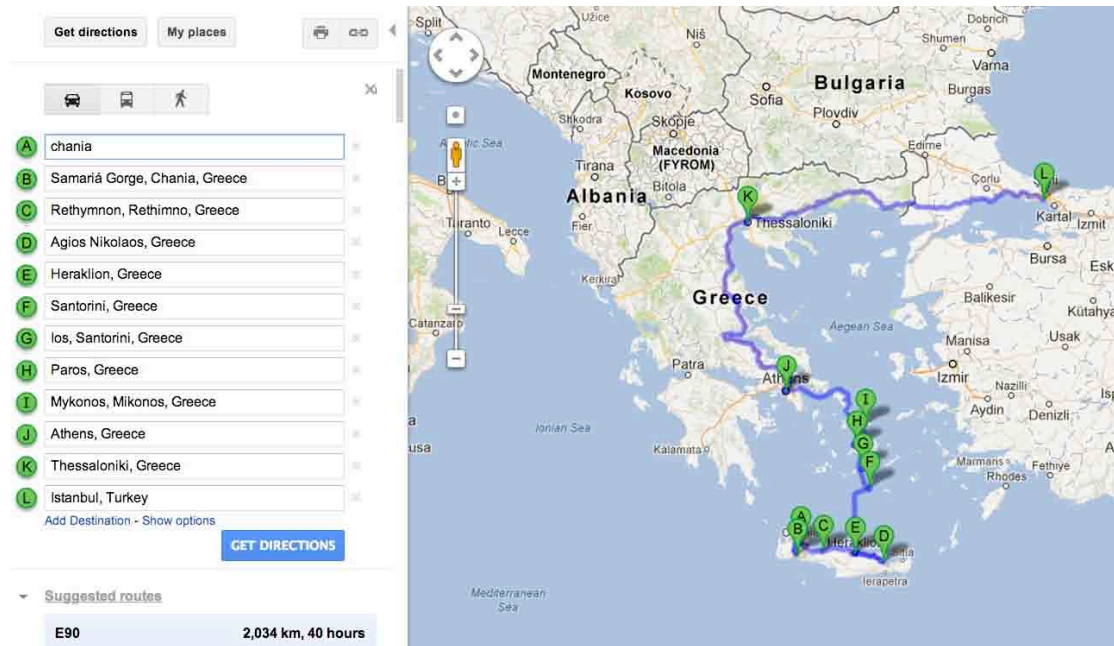 Get directions
My places
A chania
B Samariá Gorge, Chania, Greece
C Rethymnon, Rethimno, Greece
D Agios Nikolaos, Greece
E Heraklion, Greece
F Santorini, Greece
G Ios, Santorini, Greece
H Paros, Greece
I Mykonos, Mikonos, Greece
J Athens, Greece
K Thessaloniki, Greece
L Istanbul, Turkey
Add Destination - Show options
GET DIRECTIONS
Suggested routes
E90 2,034 km, 40 hours
Split
Užice
Niš
Dobrich
Shumen
Varna
Montenegro
Kosovo
Bulgaria
Burgas
Sofia
Plovdiv
Shkodra
Skopje
Macedonia
(FYROM)
Edirne
Tirana
Bitola
Çorlu
L
Albania
K
Kartal
Izmit
Taranto
Lecce
Fier
Thessaloniki
Bursa
Esk
Kerkira
Greece
Balikesir
Kütahya
Catanzaro
Aegean Sea
Manisa
Usak
Patra
J
Athens
Izmir
Nazilli
Aydin
Denizli
I
H
Ionian Sea
G
Kalamata
F
Marmaris
Fethiye
Rhodes
A
B
C
E
D
Heraklion
Ierapetra
Mediterranean
Sea